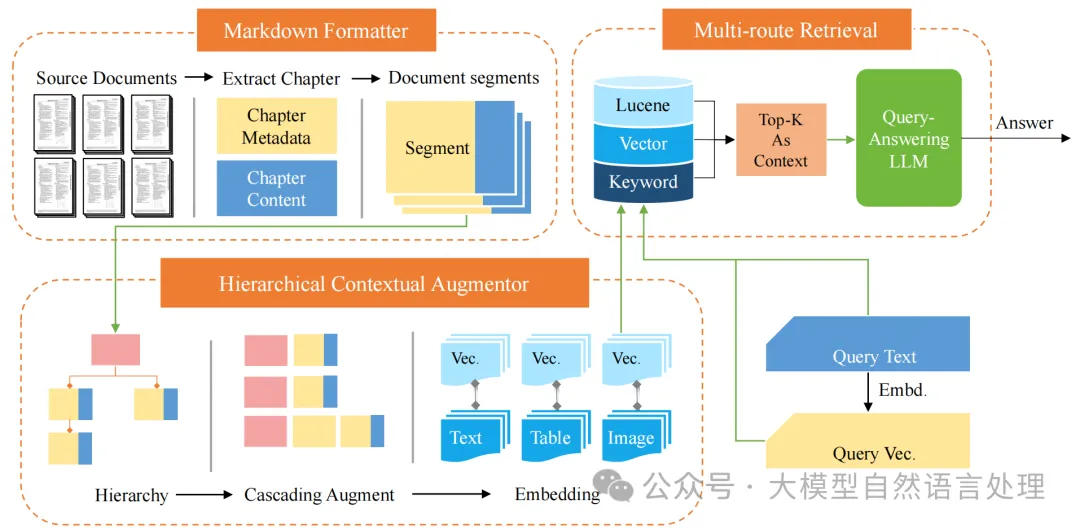 Markdown Formatter
Source Documents
Extract Chapter
Document segments
Chapter
Metadata
Chapter
Content
Segment
Multi-route Retrieval
Lucene
Vector
Keyword
Top-K
As
Context
Query-
Answering
LLM
Answer
Hierarchical Contextual Augmentor
Vec.
Vec.
Vec.
Text
Table
Image
Hierarchy
Cascading Augment
Embedding
Query Text
Embd.
Query Vec.
公众号 · 大模型自然语言处理